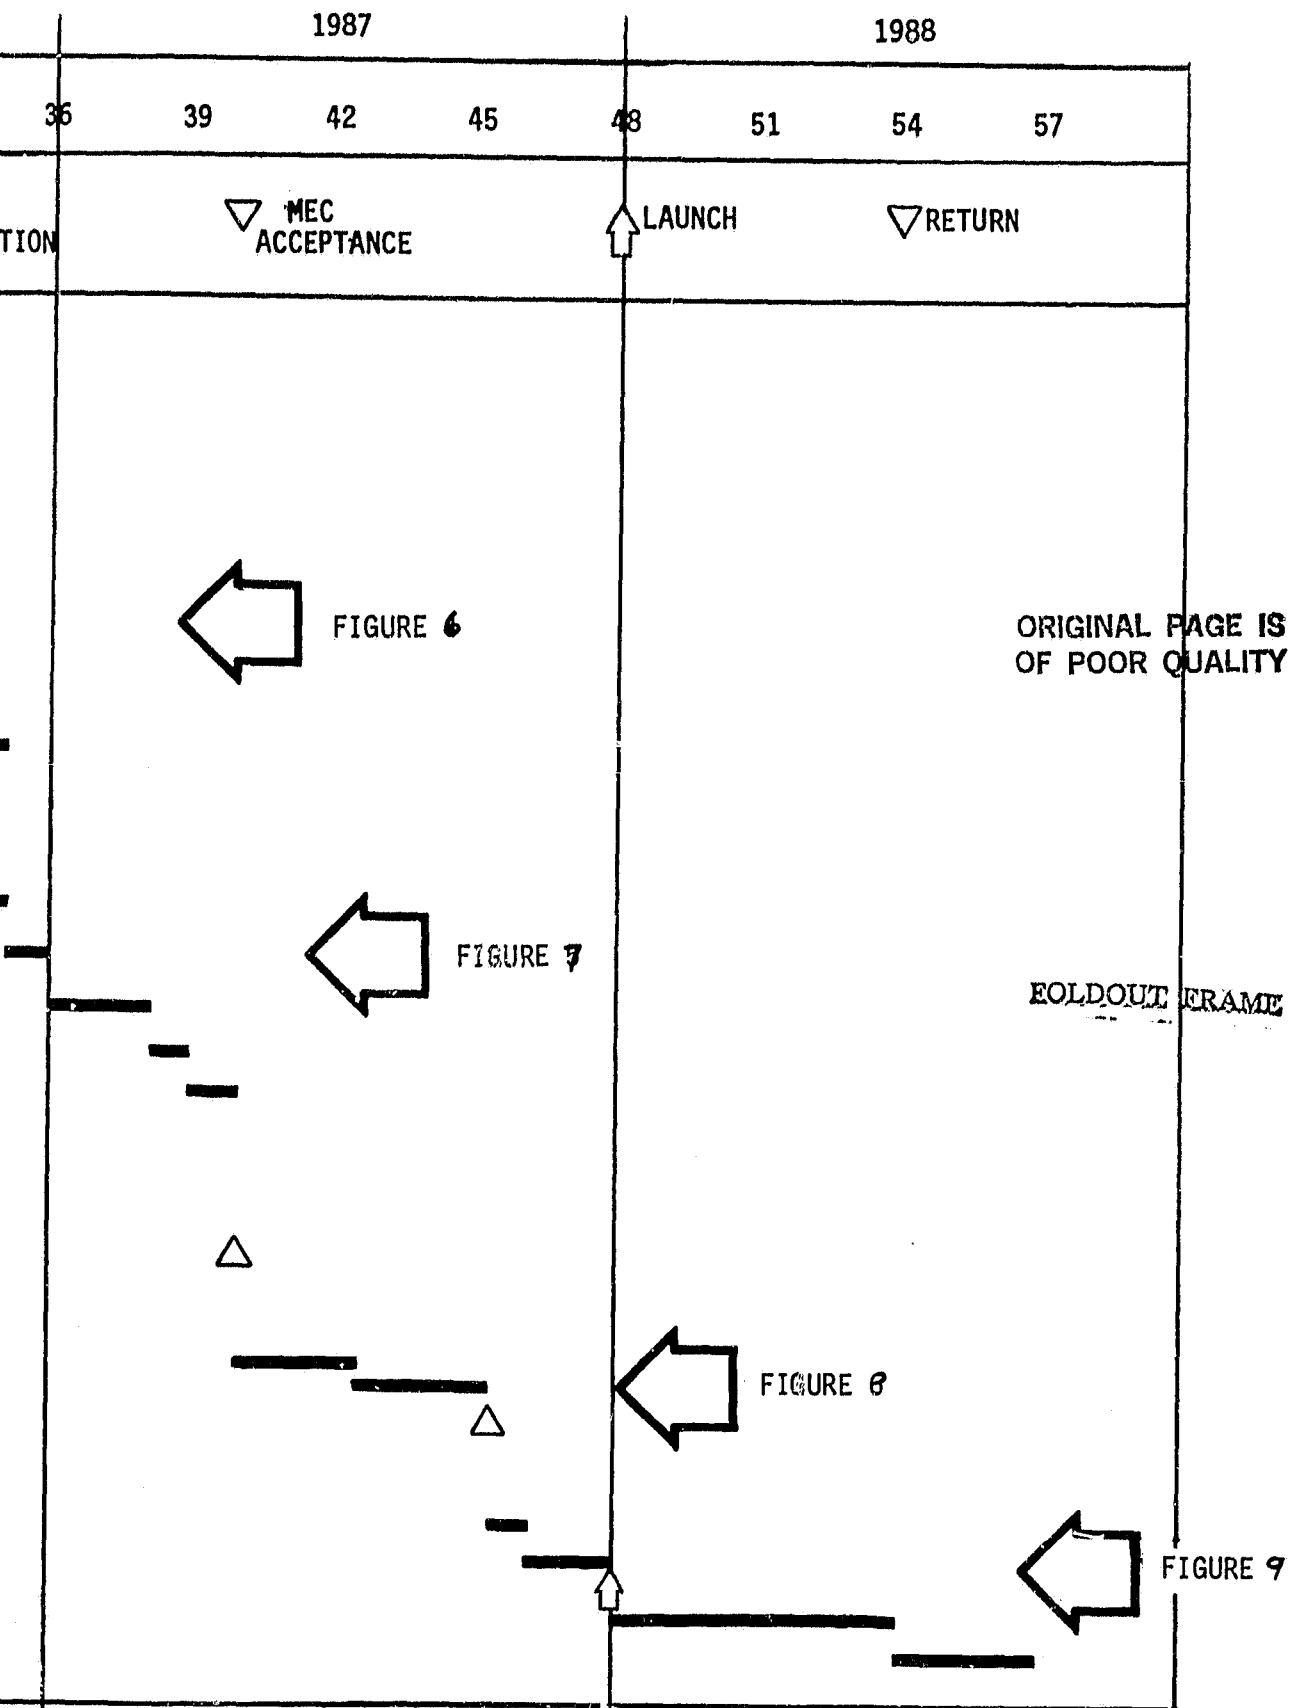 1987 1988
36 39 42 45 48 51 54 57
MEC LAUNCH RETURN
TION ACCEPTANCE
FIGURE 6
ORIGINAL PAGE IS
OF POOR QUALITY
FIGURE 7
FOLDOUT FRAME
FIGURE 8
FIGURE 9